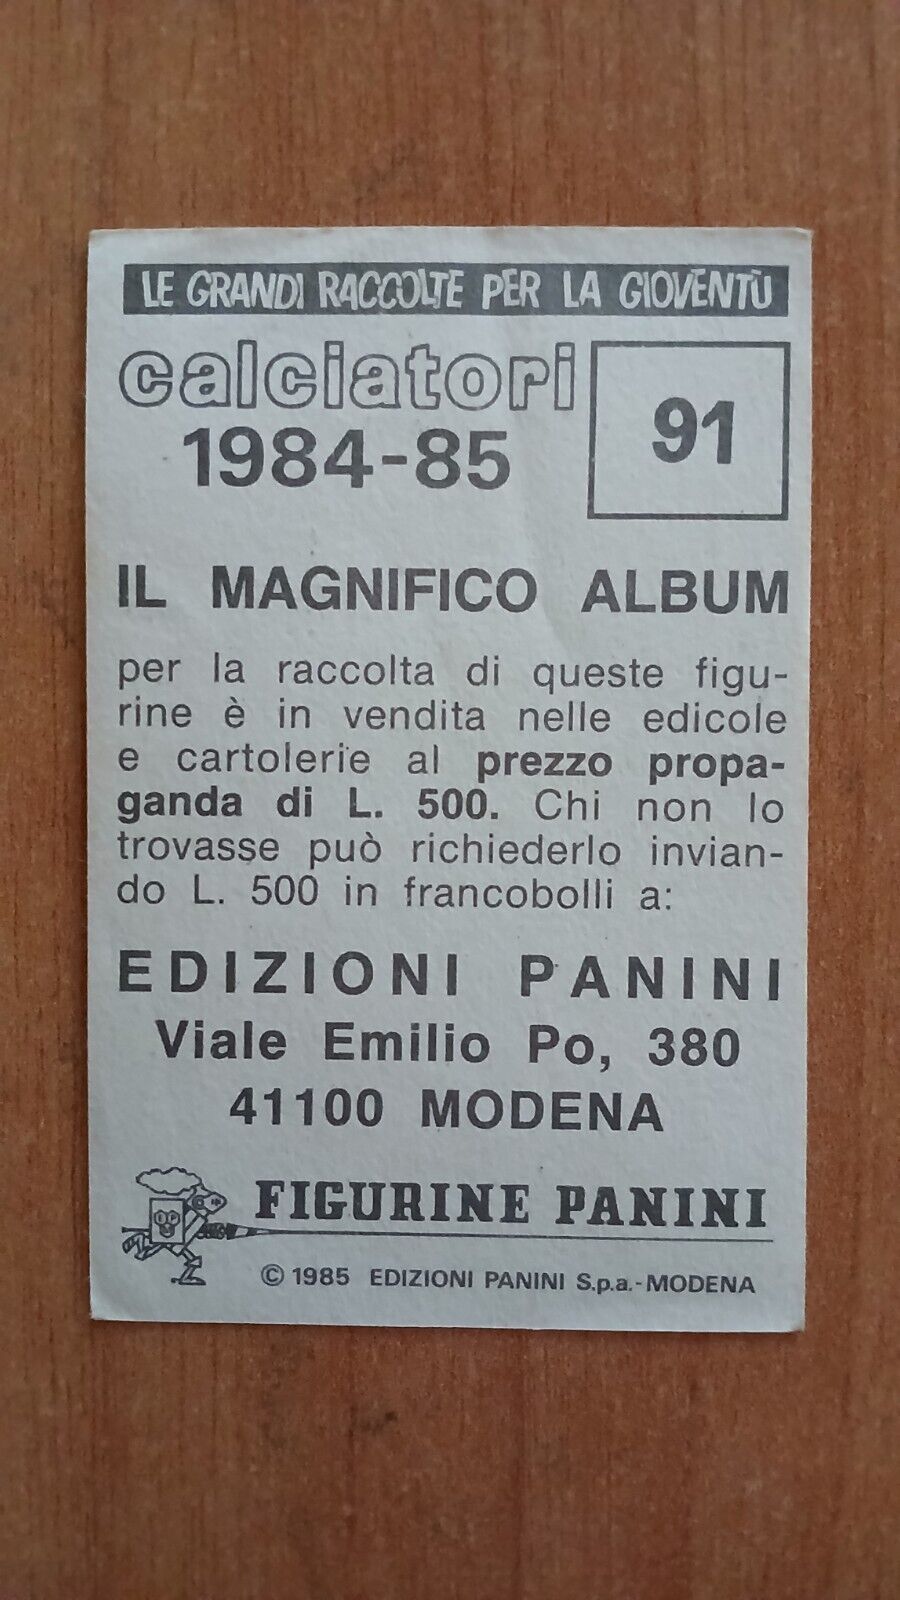 LE GRANDI RACCOLTE PER LA GIOVENTÙ
calciatori
1984-85
91
IL MAGNIFICO ALBUM
per la raccolta di queste figu-
rine è in vendita nelle edicole
e cartolerie al prezzo propa-
ganda di L. 500. Chi non lo
trovasse può richiederlo invian-
do L. 500 in francobolli a:
EDIZIONI PANINI
Viale Emilio Po, 380
41100 MODENA
FIGURINE PANINI
© 1985 EDIZIONI PANINI S.p.a.-MODENA